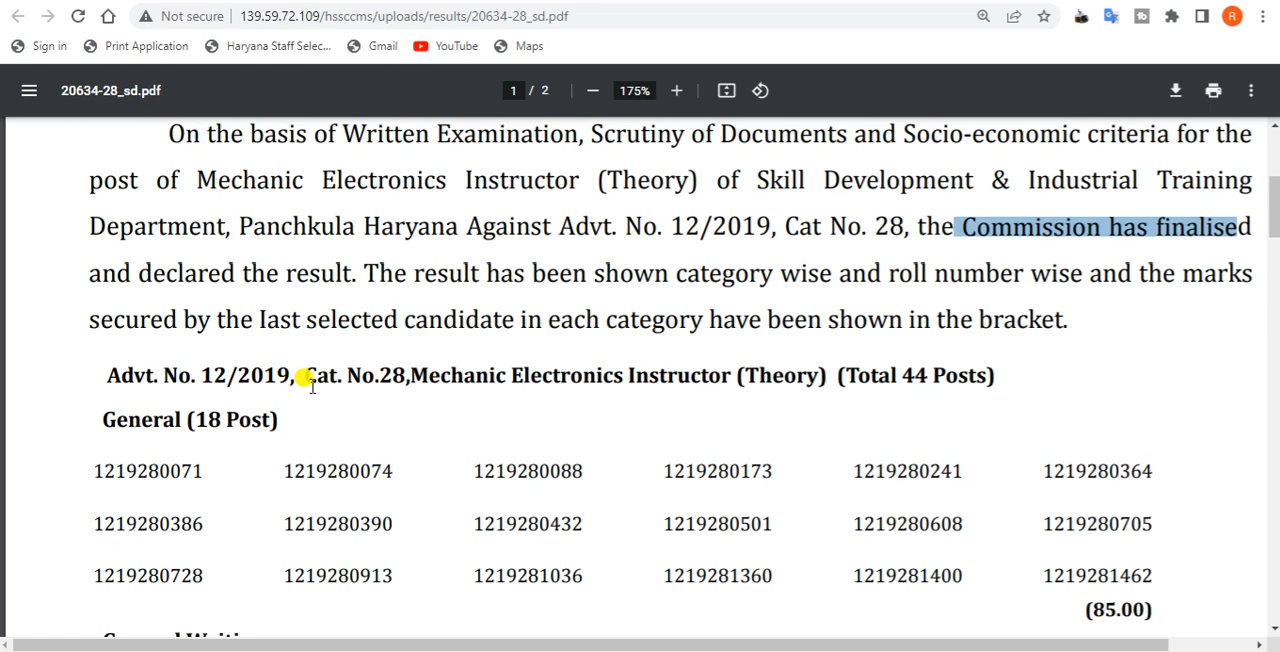 Not secure | 139.59.72.109/hssccms/uploads/results/20634-28_sd.pdf
R
Sign in Print Application Haryana Staff Selec... Gmail YouTube Maps
20634-28_sd.pdf 1 / 2 175%
On the basis of Written Examination, Scrutiny of Documents and Socio-economic criteria for the
post of Mechanic Electronics Instructor (Theory) of Skill Development & Industrial Training
Department, Panchkula Haryana Against Advt. No. 12/2019, Cat No. 28, the Commission has finalised
and declared the result. The result has been shown category wise and roll number wise and the marks
secured by the last selected candidate in each category have been shown in the bracket.
Advt. No. 12/2019, Cat. No.28,Mechanic Electronics Instructor (Theory) (Total 44 Posts)
General (18 Post)
1219280071 1219280074 1219280088 1219280173 1219280241 1219280364
1219280386 1219280390 1219280432 1219280501 1219280608 1219280705
1219280728 1219280913 1219281036 1219281360 1219281400 1219281462
(85.00)